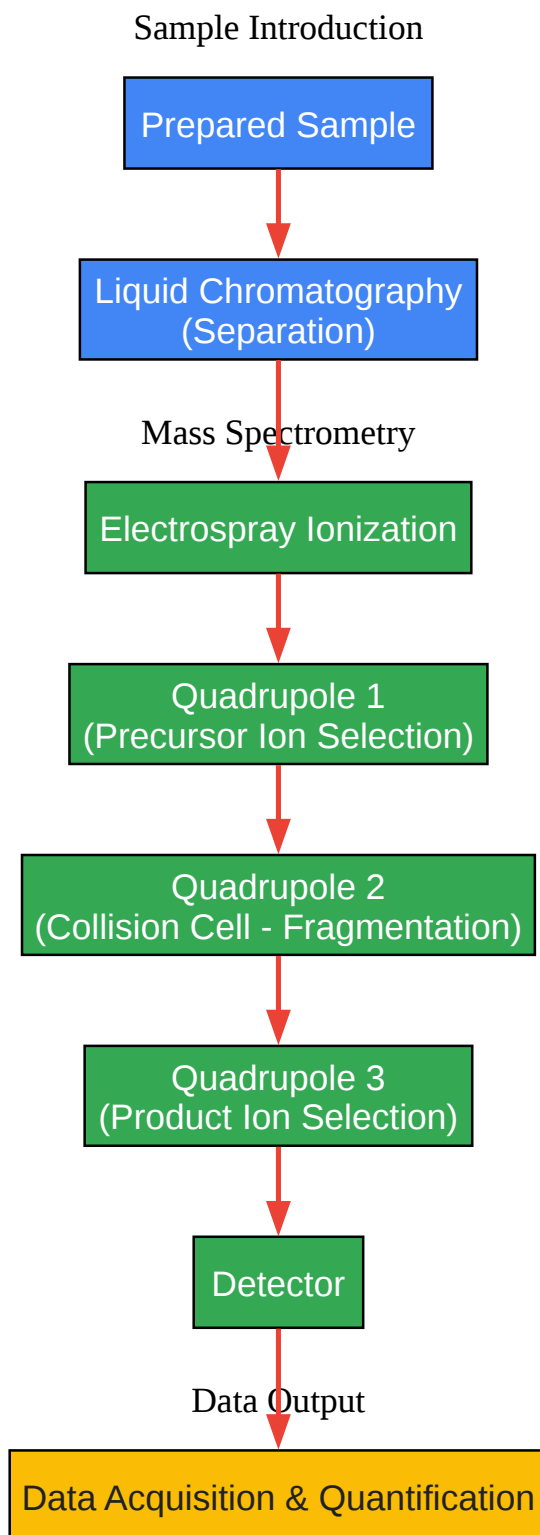 Sample Introduction
Prepared Sample
Liquid Chromatography
(Separation)
Mass Spectrometry
Electrospray Ionization
Quadrupole 1
(Precursor Ion Selection)
Quadrupole 2
(Collision Cell - Fragmentation)
Quadrupole 3
(Product Ion Selection)
Detector
Data Output
Data Acquisition & Quantification